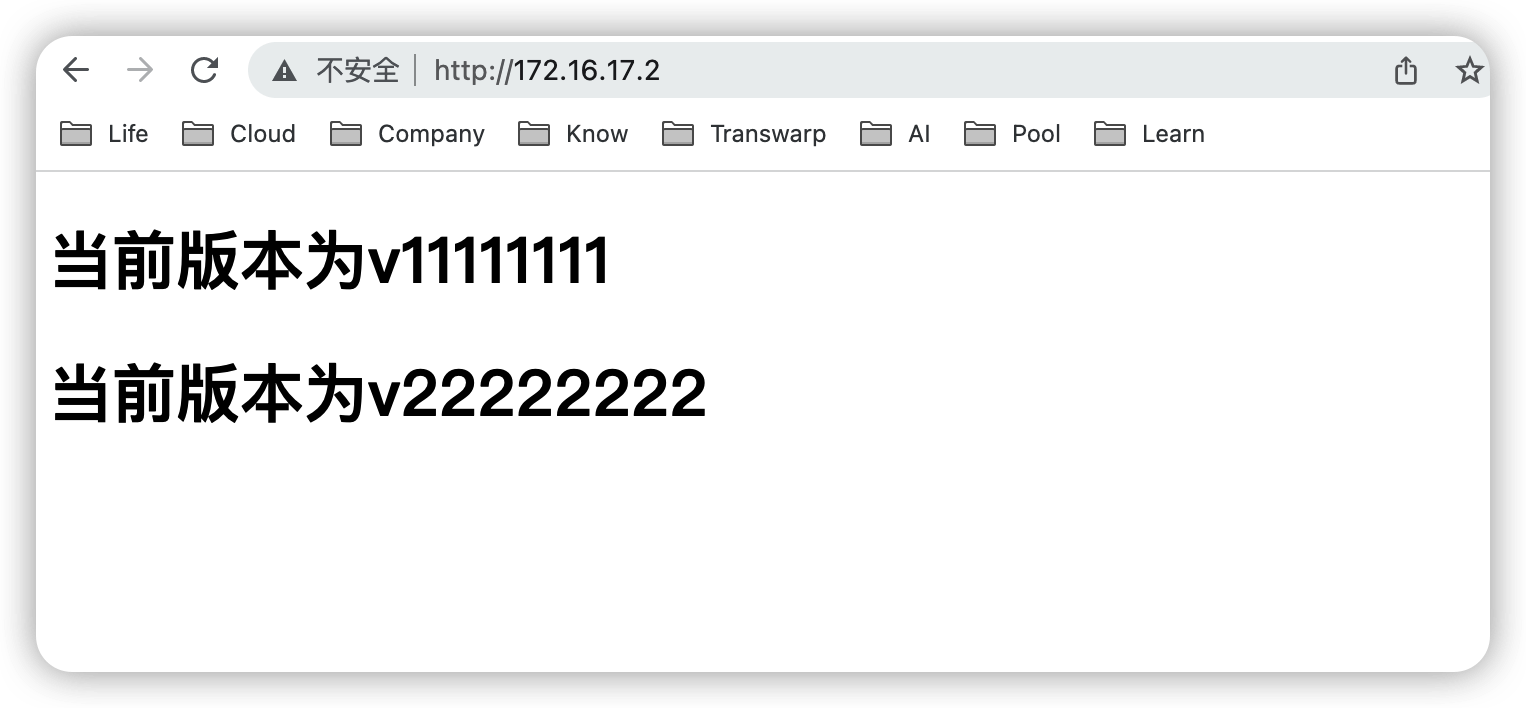 不安全 http://172.16.17.2
Life Cloud Company Know Transwarp AI Pool Learn
当前版本为v11111111
当前版本为v22222222